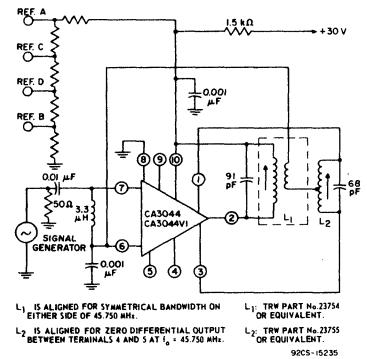 REF. A
1.5 kΩ
+30 V
REF. C
0.001 μF
REF. D
REF. B
0.01 μF
8
9
10
1
91 pF
68 pF
L1
L2
50Ω
7
3.3 μH
CA3044
CA3044V1
2
SIGNAL GENERATOR
6
0.001 μF
5
4
3
L1 IS ALIGNED FOR SYMMETRICAL BANDWIDTH ON EITHER SIDE OF 45.750 MHz.
L2 IS ALIGNED FOR ZERO DIFFERENTIAL OUTPUT BETWEEN TERMINALS 4 AND 5 AT fo = 45.750 MHz.
L1: TRW PART No.23754 OR EQUIVALENT.
L2: TRW PART No.23755 OR EQUIVALENT.
92CS-15235